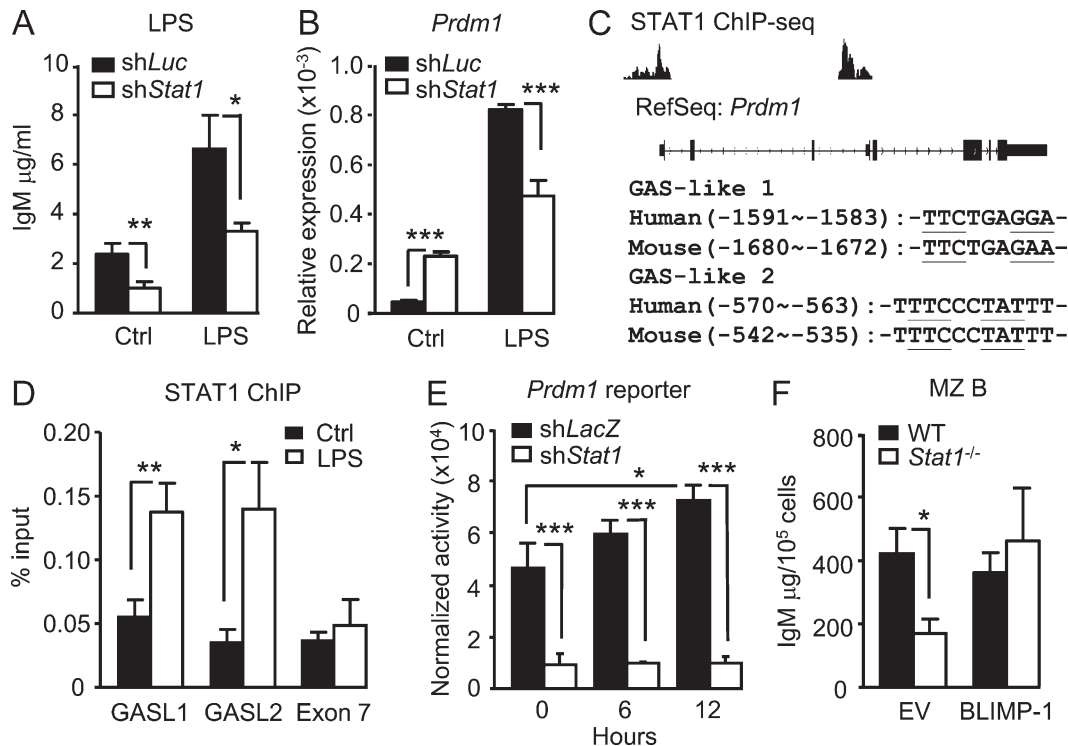 A
LPS
IgM µg/ml
10
8
6
4
2
0
shLuc
shStat1
*
**
Ctrl
LPS
B
Prdm1
Relative expression (x10-3)
1.0
0.8
0.6
0.4
0.2
0
shLuc
shStat1
***
***
Ctrl
LPS
C
STAT1 ChIP-seq
RefSeq: Prdm1
GAS-like 1
Human(-1591~-1583):-TTCTGAGGA-
Mouse(-1680~-1672):-TTCTGAGAA-
GAS-like 2
Human(-570~-563):-TTTCCCTATTT-
Mouse(-542~-535):-TTTCCCTATTT-
D
STAT1 ChIP
% input
0.20
0.15
0.10
0.05
0
Ctrl
LPS
**
*
GASL1
GASL2
Exon 7
E
Prdm1 reporter
Normalized activity (x104)
10
8
6
4
2
0
shLacZ
shStat1
*
***
***
***
0
6
12
Hours
F
MZ B
IgM µg/105 cells
800
600
400
200
0
WT
Stat1-/-
*
EV
BLIMP-1